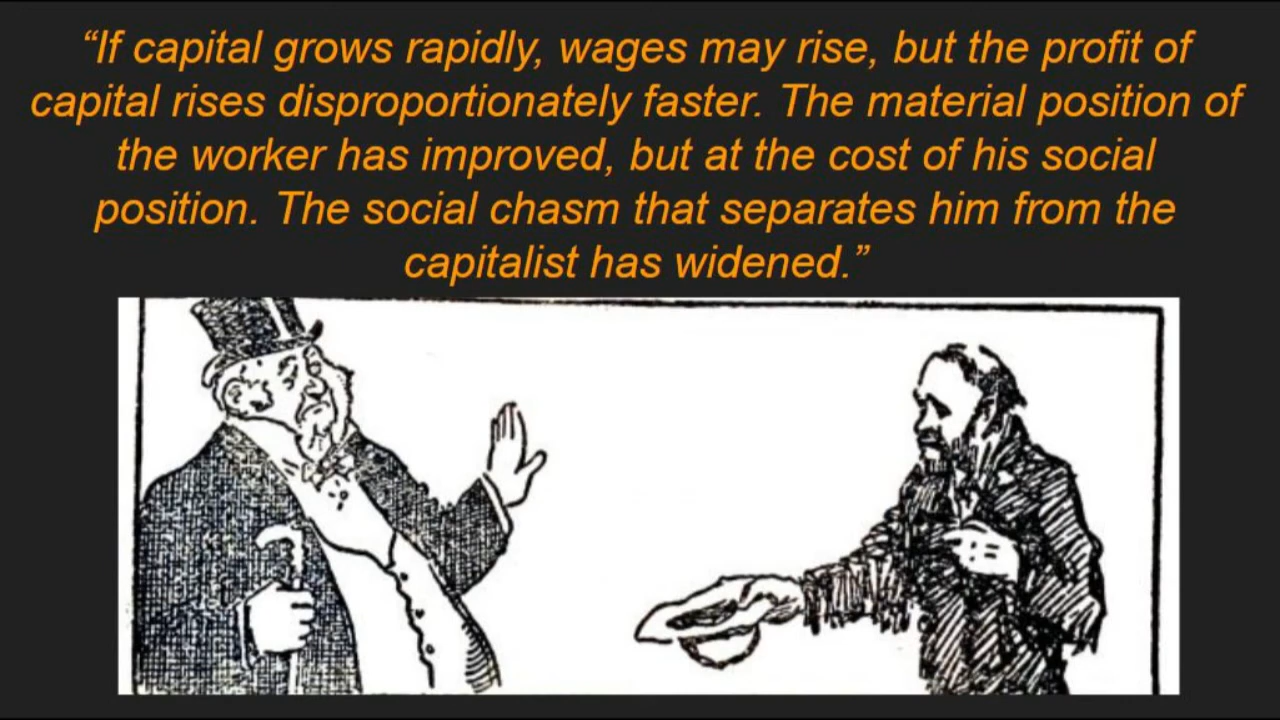 “If capital grows rapidly, wages may rise, but the profit of
capital rises disproportionately faster. The material position of
the worker has improved, but at the cost of his social
position. The social chasm that separates him from the
capitalist has widened.”